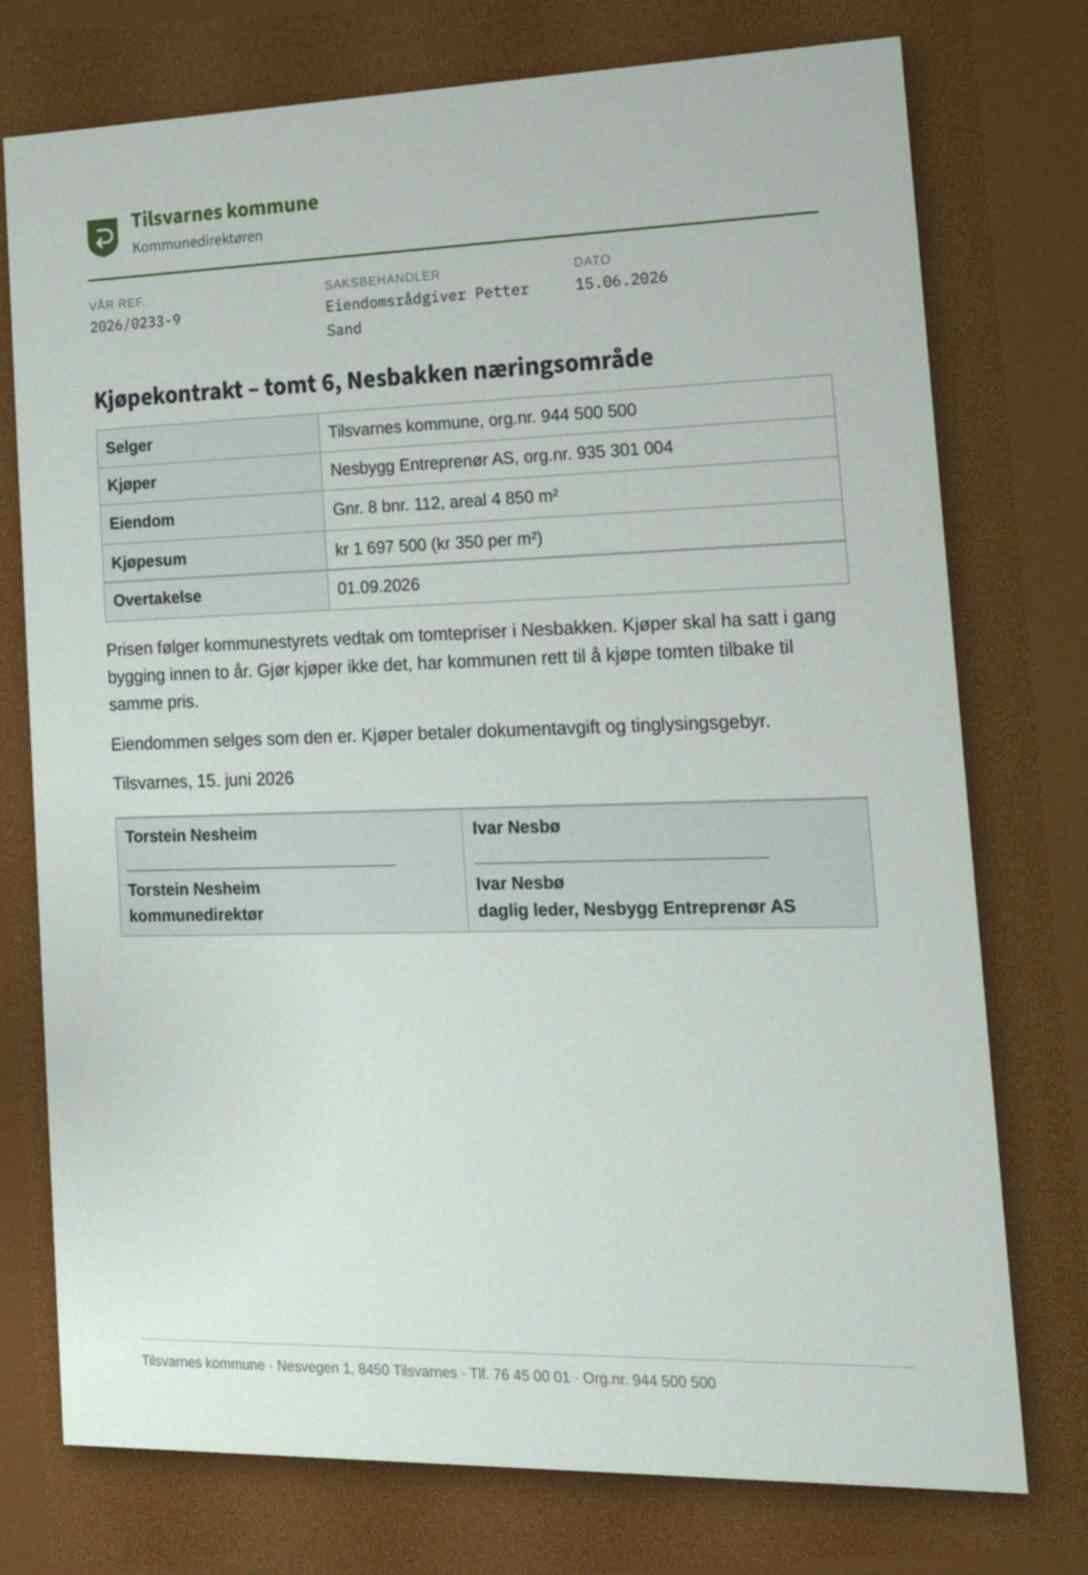 Tilsvarnes kommune
Kommunedirektøren
VÅR REF.
2026/0233-9
SAKSBEHANDLER
Eiendomsrådgiver Petter
Sand
DATO
15.06.2026
Kjøpekontrakt – tomt 6, Nesbakken næringsområde
Selger Tilsvarnes kommune, org.nr. 944 500 500
Kjøper Nesbygg Entreprenør AS, org.nr. 935 301 004
Eiendom Gnr. 8 bnr. 112, areal 4 850 m²
Kjøpesum kr 1 697 500 (kr 350 per m²)
Overtakelse 01.09.2026
Prisen følger kommunestyrets vedtak om tomtepriser i Nesbakken. Kjøper skal ha satt i gang
bygging innen to år. Gjør kjøper ikke det, har kommunen rett til å kjøpe tomten tilbake til
samme pris.
Eiendommen selges som den er. Kjøper betaler dokumentavgift og tinglysingsgebyr.
Tilsvarnes, 15. juni 2026
Torstein Nesheim
Torstein Nesheim
kommunedirektør
Ivar Nesbø
Ivar Nesbø
daglig leder, Nesbygg Entreprenør AS
Tilsvarnes kommune · Nesvegen 1, 8450 Tilsvarnes · Tlf. 76 45 00 01 · Org.nr. 944 500 500